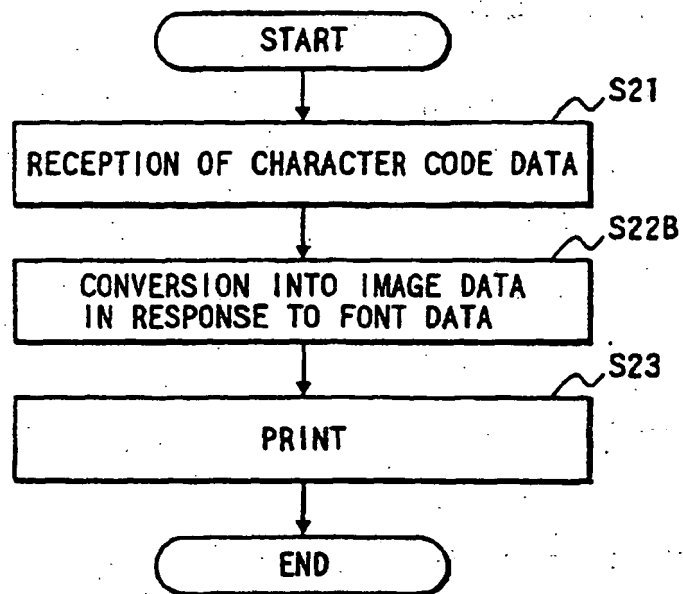 START
S21
RECEPTION OF CHARACTER CODE DATA
S22B
CONVERSION INTO IMAGE DATA
IN RESPONSE TO FONT DATA
S23
PRINT
END